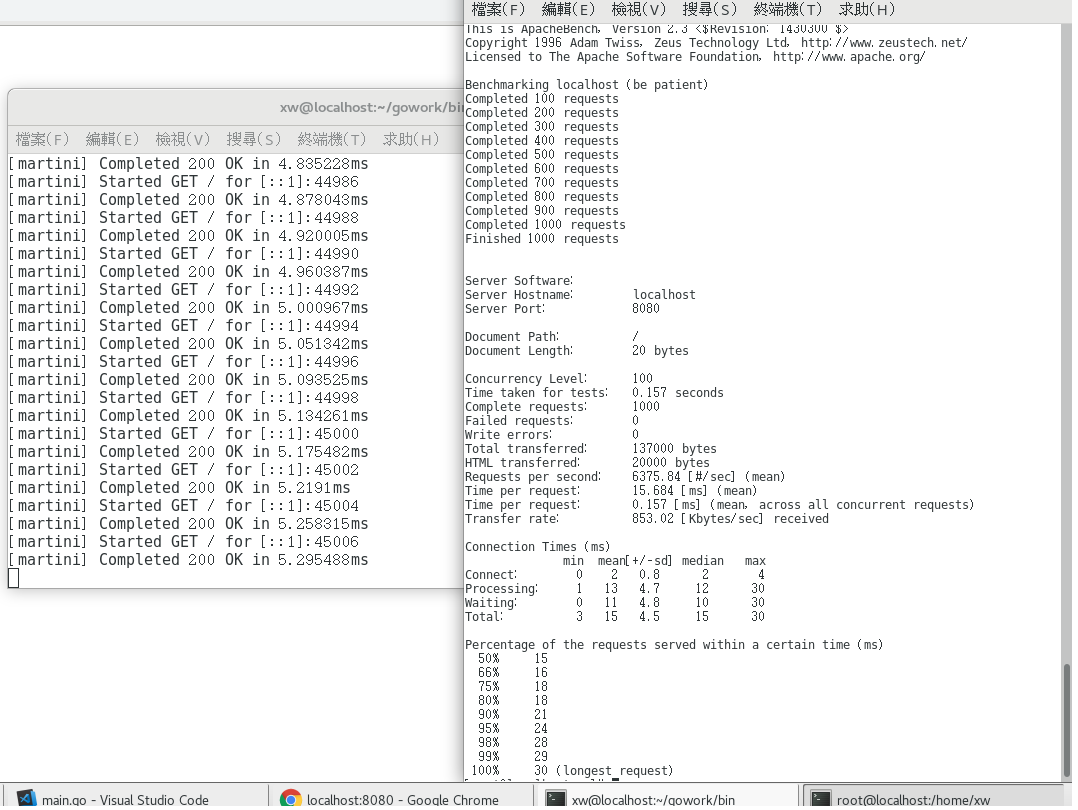 xw@localhost:~/gowork/bin
檔案(F) 編輯(E) 檢視(V) 搜尋(S) 終端機(T) 求助(H)
[martini] Completed 200 OK in 4.835228ms
[martini] Started GET / for [::1]:44986
[martini] Completed 200 OK in 4.878043ms
[martini] Started GET / for [::1]:44988
[martini] Completed 200 OK in 4.920005ms
[martini] Started GET / for [::1]:44990
[martini] Completed 200 OK in 4.960387ms
[martini] Started GET / for [::1]:44992
[martini] Completed 200 OK in 5.000967ms
[martini] Started GET / for [::1]:44994
[martini] Completed 200 OK in 5.051342ms
[martini] Started GET / for [::1]:44996
[martini] Completed 200 OK in 5.093525ms
[martini] Started GET / for [::1]:44998
[martini] Completed 200 OK in 5.134261ms
[martini] Started GET / for [::1]:45000
[martini] Completed 200 OK in 5.175482ms
[martini] Started GET / for [::1]:45002
[martini] Completed 200 OK in 5.2191ms
[martini] Started GET / for [::1]:45004
[martini] Completed 200 OK in 5.258315ms
[martini] Started GET / for [::1]:45006
[martini] Completed 200 OK in 5.295488ms
檔案(F) 編輯(E) 檢視(V) 搜尋(S) 終端機(T) 求助(H)
This is ApacheBench, Version 2.3 <$Revision: 1430300 $>
Copyright 1996 Adam Twiss, Zeus Technology Ltd, http://www.zeustech.net/
Licensed to The Apache Software Foundation, http://www.apache.org/
Benchmarking localhost (be patient)
Completed 100 requests
Completed 200 requests
Completed 300 requests
Completed 400 requests
Completed 500 requests
Completed 600 requests
Completed 700 requests
Completed 800 requests
Completed 900 requests
Completed 1000 requests
Finished 1000 requests
Server Software:
Server Hostname: localhost
Server Port: 8080
Document Path: /
Document Length: 20 bytes
Concurrency Level: 100
Time taken for tests: 0.157 seconds
Complete requests: 1000
Failed requests: 0
Write errors: 0
Total transferred: 137000 bytes
HTML transferred: 20000 bytes
Requests per second: 6375.84 [#/sec] (mean)
Time per request: 15.684 [ms] (mean)
Time per request: 0.157 [ms] (mean, across all concurrent requests)
Transfer rate: 853.02 [Kbytes/sec] received
Connection Times (ms)
min mean[+/-sd] median max
Connect: 0 2 0.8 2 4
Processing: 1 13 4.7 12 30
Waiting: 0 11 4.8 10 30
Total: 3 15 4.5 15 30
Percentage of the requests served within a certain time (ms)
50% 15
66% 16
75% 18
80% 18
90% 21
95% 24
98% 28
99% 29
100% 30 (longest request)
main.go - Visual Studio Code
localhost:8080 - Google Chrome
xw@localhost:~/gowork/bin
root@localhost:/home/xw